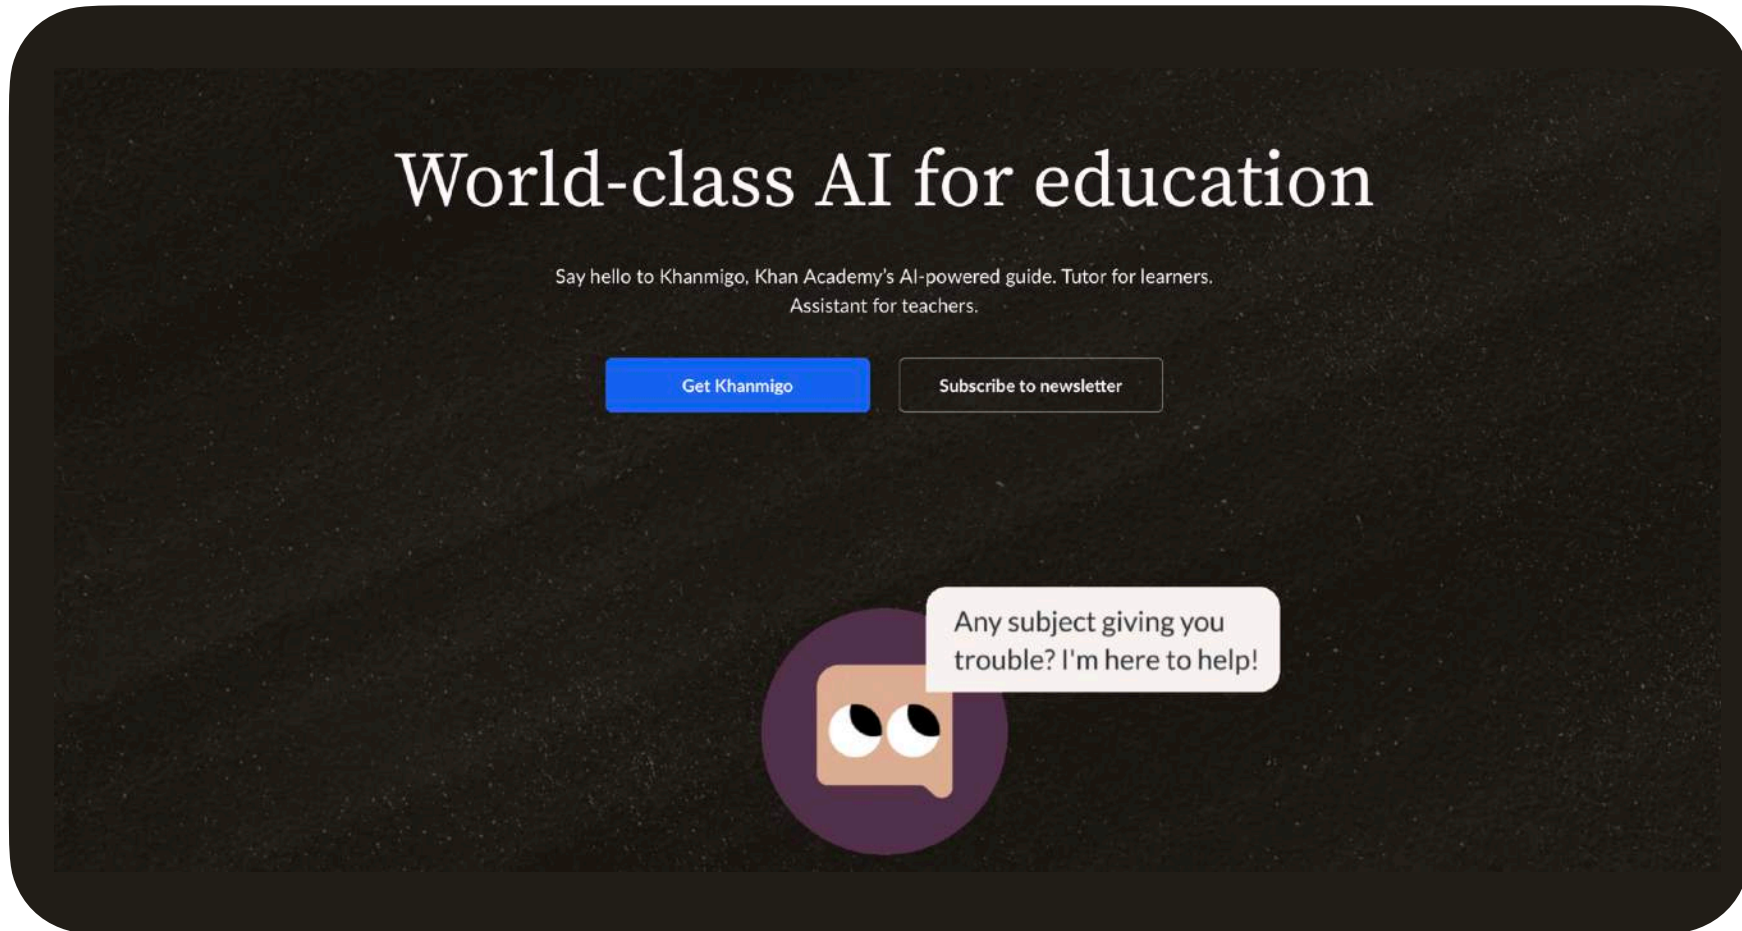 World-class AI for education
Say hello to Khanmigo, Khan Academy's AI-powered guide. Tutor for learners.
Assistant for teachers.
Get Khanmigo
Subscribe to newsletter
Any subject giving you
trouble? I'm here to help!